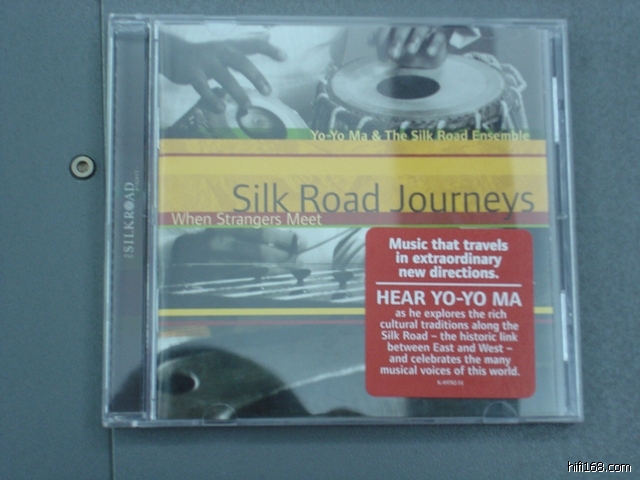 Yo-Yo Ma & The Silk Road Ensemble
Silk Road Journeys
When Strangers Meet
SILKROAD
Music that travels
in extraordinary
new directions.
HEAR YO-YO MA
as he explores the rich
cultural traditions along the
Silk Road – the historic link
between East and West –
and celebrates the many
musical voices of this world.
hifi168.com